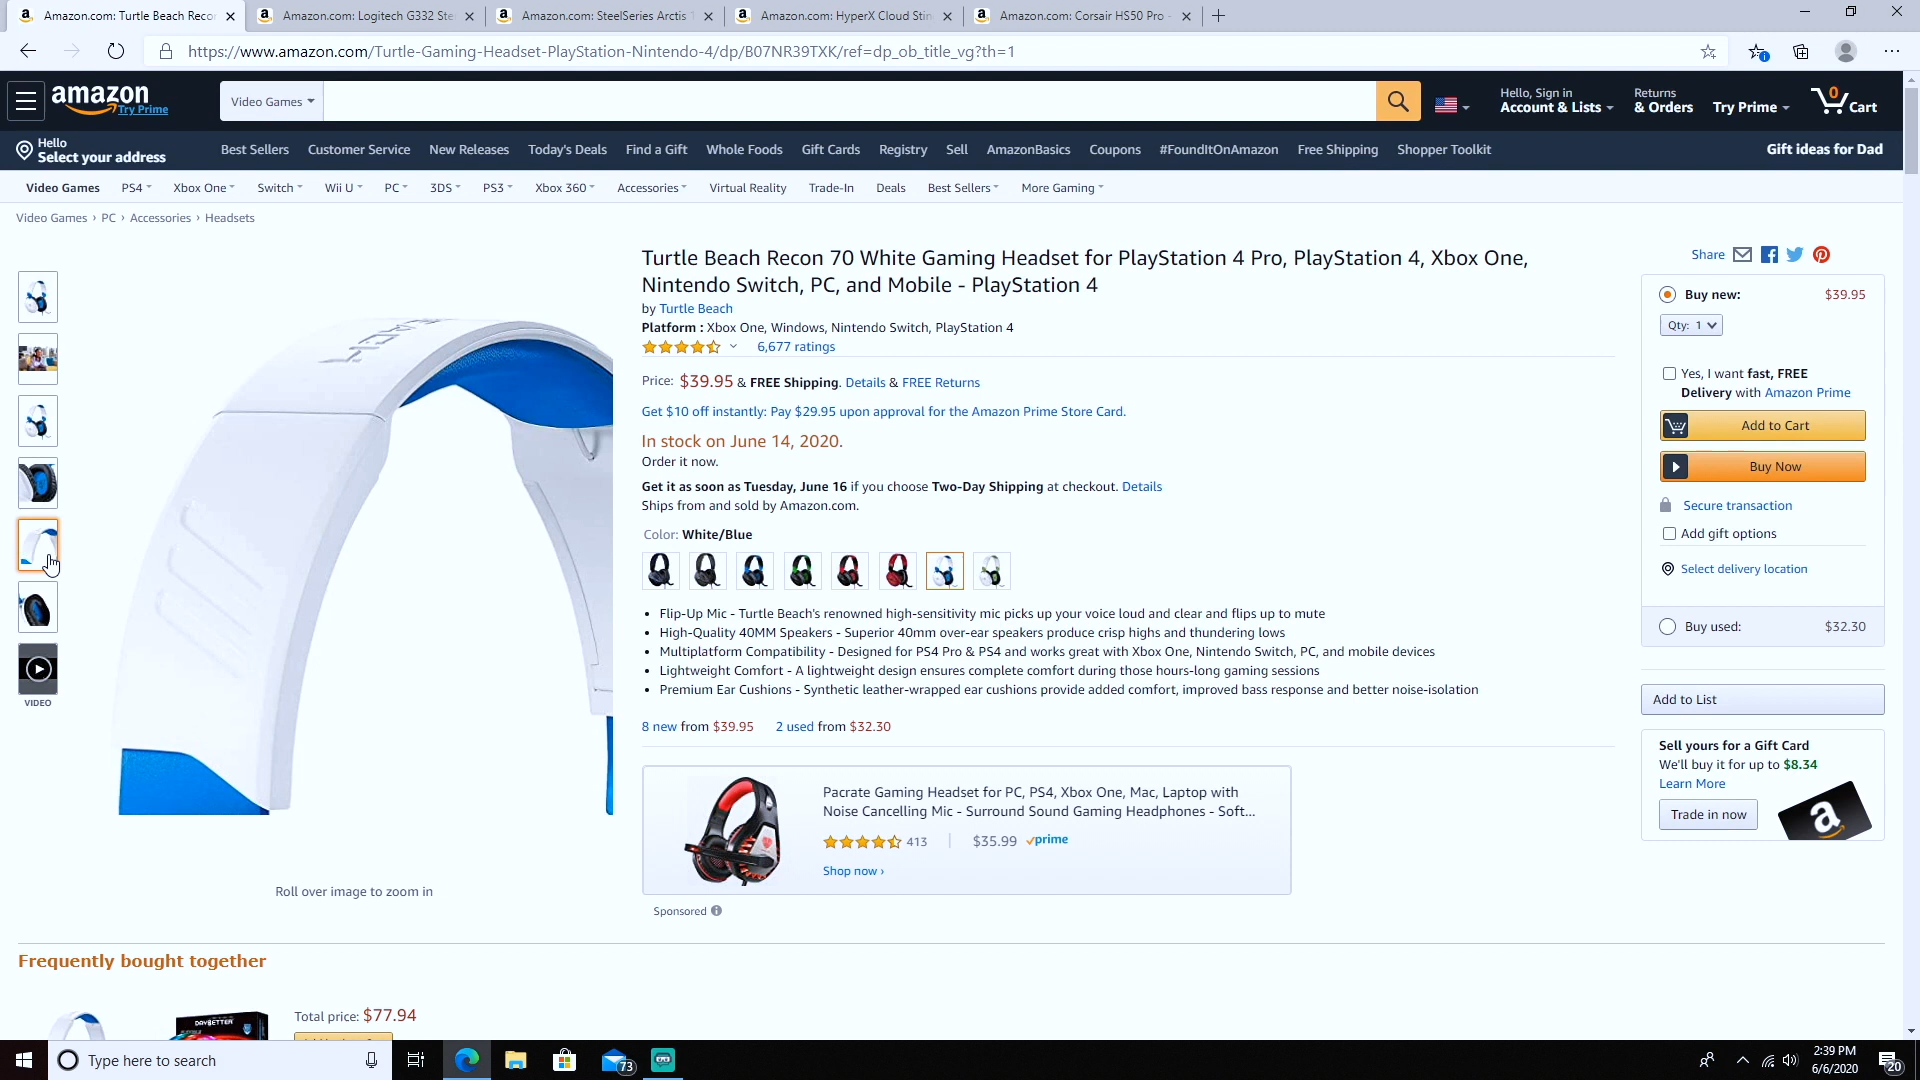 Amazon.com: Turtle Beach Recor
Amazon.com: Logitech G332 Ste
Amazon.com: SteelSeries Arctis 1
Amazon.com: HyperX Cloud Stin
Amazon.com: Corsair HS50 Pro -
https://www.amazon.com/Turtle-Gaming-Headset-PlayStation-Nintendo-4/dp/B07NR39TXK/ref=dp_ob_title_vg?th=1
amazon
Try Prime
Video Games
Hello, Sign in
Account & Lists
Returns
& Orders
Try Prime
0
Cart
Hello
Select your address
Best Sellers Customer Service New Releases Today's Deals Find a Gift Whole Foods Gift Cards Registry Sell AmazonBasics Coupons #FoundItOnAmazon Free Shipping Shopper Toolkit
Gift ideas for Dad
Video Games PS4 Xbox One Switch Wii U PC 3DS PS3 Xbox 360 Accessories Virtual Reality Trade-In Deals Best Sellers More Gaming
Video Games › PC › Accessories › Headsets
VIDEO
Roll over image to zoom in
Turtle Beach Recon 70 White Gaming Headset for PlayStation 4 Pro, PlayStation 4, Xbox One,
Nintendo Switch, PC, and Mobile - PlayStation 4
by Turtle Beach
Platform : Xbox One, Windows, Nintendo Switch, PlayStation 4
6,677 ratings
Price: $39.95 & FREE Shipping. Details & FREE Returns
Get $10 off instantly: Pay $29.95 upon approval for the Amazon Prime Store Card.
In stock on June 14, 2020.
Order it now.
Get it as soon as Tuesday, June 16 if you choose Two-Day Shipping at checkout. Details
Ships from and sold by Amazon.com.
Color: White/Blue
• Flip-Up Mic - Turtle Beach's renowned high-sensitivity mic picks up your voice loud and clear and flips up to mute
• High-Quality 40MM Speakers - Superior 40mm over-ear speakers produce crisp highs and thundering lows
• Multiplatform Compatibility - Designed for PS4 Pro & PS4 and works great with Xbox One, Nintendo Switch, PC, and mobile devices
• Lightweight Comfort - A lightweight design ensures complete comfort during those hours-long gaming sessions
• Premium Ear Cushions - Synthetic leather-wrapped ear cushions provide added comfort, improved bass response and better noise-isolation
8 new from $39.95 2 used from $32.30
Pacrate Gaming Headset for PC, PS4, Xbox One, Mac, Laptop with
Noise Cancelling Mic - Surround Sound Gaming Headphones - Soft...
413 $35.99 prime
Shop now ›
Sponsored
Share
Buy new: $39.95
Qty: 1
Yes, I want fast, FREE
Delivery with Amazon Prime
Add to Cart
Buy Now
Secure transaction
Add gift options
Select delivery location
Buy used: $32.30
Add to List
Sell yours for a Gift Card
We'll buy it for up to $8.34
Learn More
Trade in now
a
Frequently bought together
DAYBETTER
Total price: $77.94
Type here to search
73
2:39 PM
6/6/2020
20